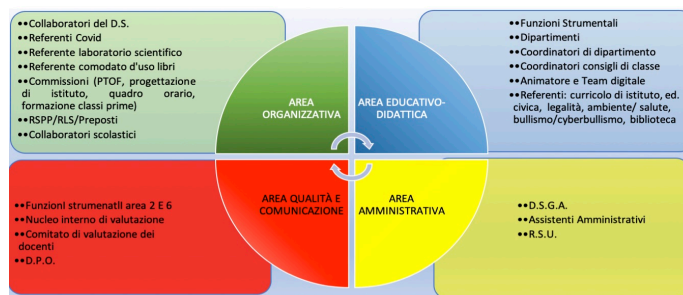 ••Collaboratori del D.S.
••Referenti Covid
••Referente laboratorio scientifico
••Referente comodato d'uso libri
••Commissioni (PTOF, progettazione
di istituto, quadro orario,
formazione classi prime)
••RSPP/RLS/Preposti
••Collaboratori scolastici
AREA
ORGANIZZATIVA
AREA EDUCATIVO-
DIDATTICA
••Funzioni Strumentali
••Dipartimenti
••Coordinatori di dipartimento
••Coordinatori consigli di classe
••Animatore e Team digitale
••Referenti: curricolo di istituto, ed.
civica, legalità, ambiente/ salute,
bullismo/cyberbullismo, biblioteca
••FunzionI strumenatlI area 2 E 6
••Nucleo interno di valutazione
••Comitato di valutazione dei
docenti
••D.P.O.
AREA QUALITÀ E
COMUNICAZIONE
AREA
AMMINISTRATIVA
••D.S.G.A.
••Assistenti Amministrativi
••R.S.U.